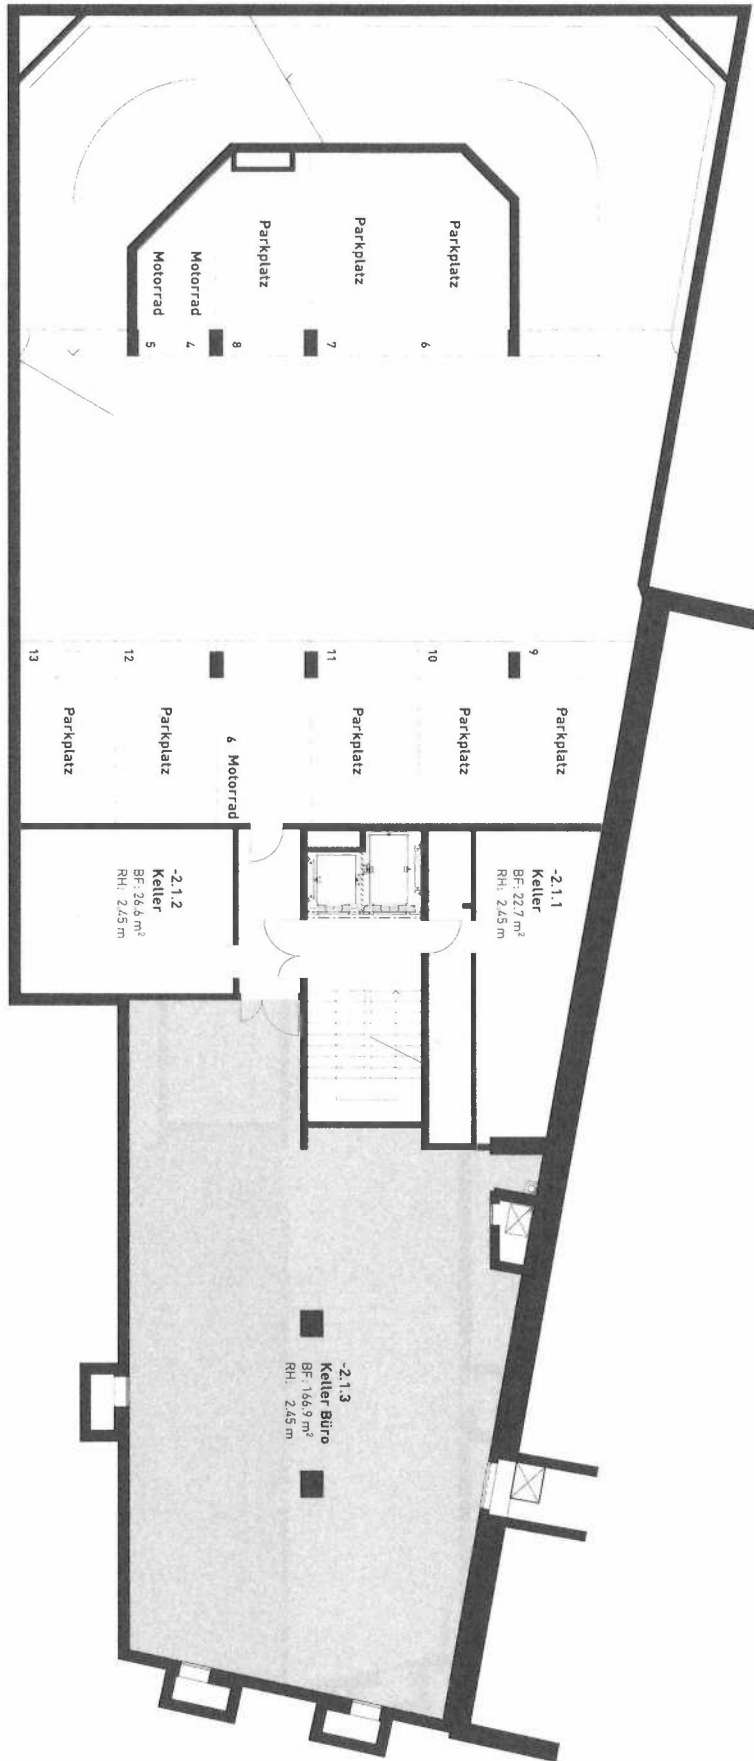 Parkplatz
6
Parkplatz
7
Parkplatz
8
Motorrad
4
Motorrad
5
9
Parkplatz
10
Parkplatz
11
Parkplatz
6 Motorrad
12
Parkplatz
13
Parkplatz
-2.1.1
Keller
BF: 22.7 m²
RH: 2.45 m
-2.1.2
Keller
BF: 26.6 m²
RH: 2.45 m
-2.1.3
Keller Büro
BF: 166.9 m²
RH: 2.45 m